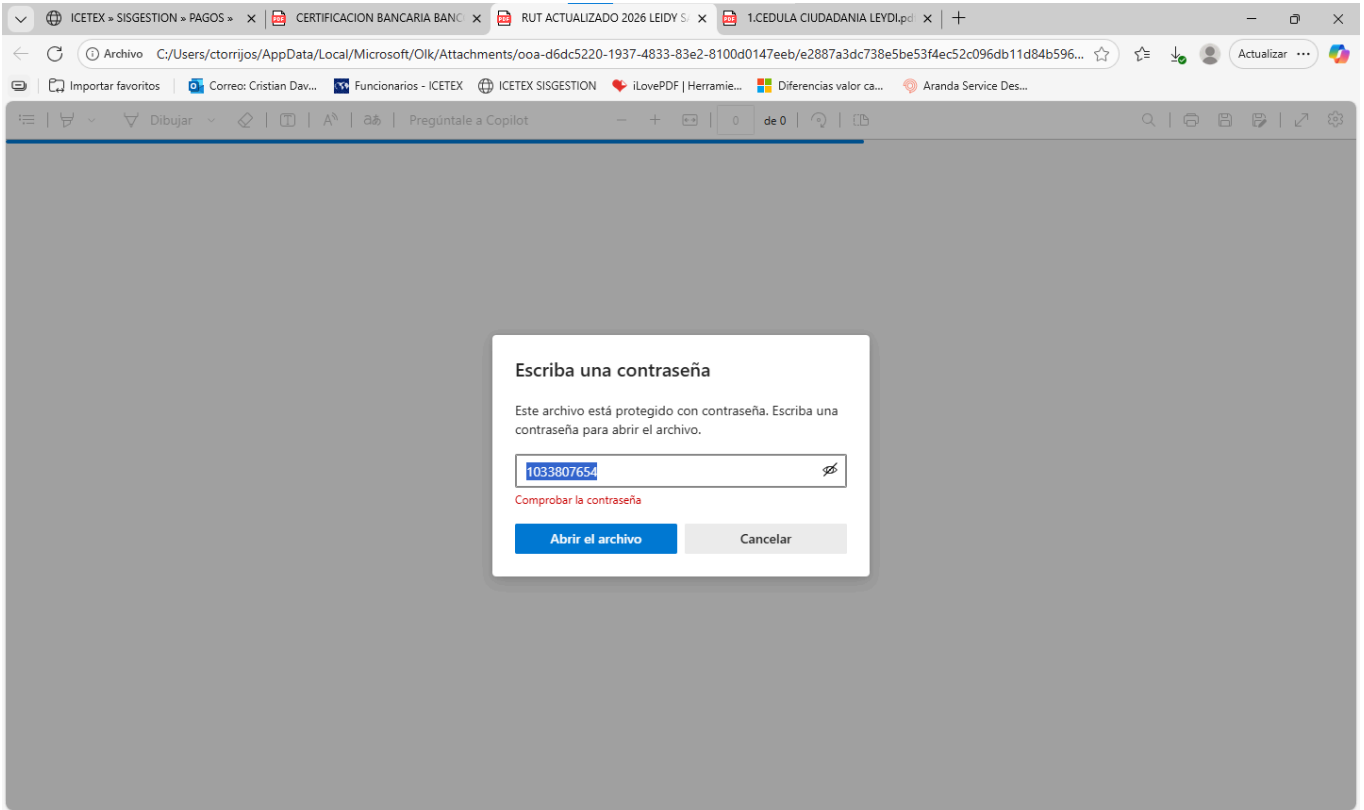 ICETEX » SISGESTION » PAGOS »
CERTIFICACION BANCARIA BANC
RUT ACTUALIZADO 2026 LEIDY SA
1.CEDULA CIUDADANIA LEYDI.pd
Archivo C:/Users/ctorrijos/AppData/Local/Microsoft/Olk/Attachments/ooa-d6dc5220-1937-4833-83e2-8100d0147eeb/e2887a3dc738e5be53f4ec52c096db11d84b596... Actualizar
Importar favoritos Correo: Cristian Dav... Funcionarios - ICETEX ICETEX SISGESTION iLovePDF | Herramie... Diferencias valor ca... Aranda Service Des...
Dibujar Pregúntale a Copilot 0 de 0
Escriba una contraseña
Este archivo está protegido con contraseña. Escriba una
contraseña para abrir el archivo.
1033807654
Comprobar la contraseña
Abrir el archivo Cancelar